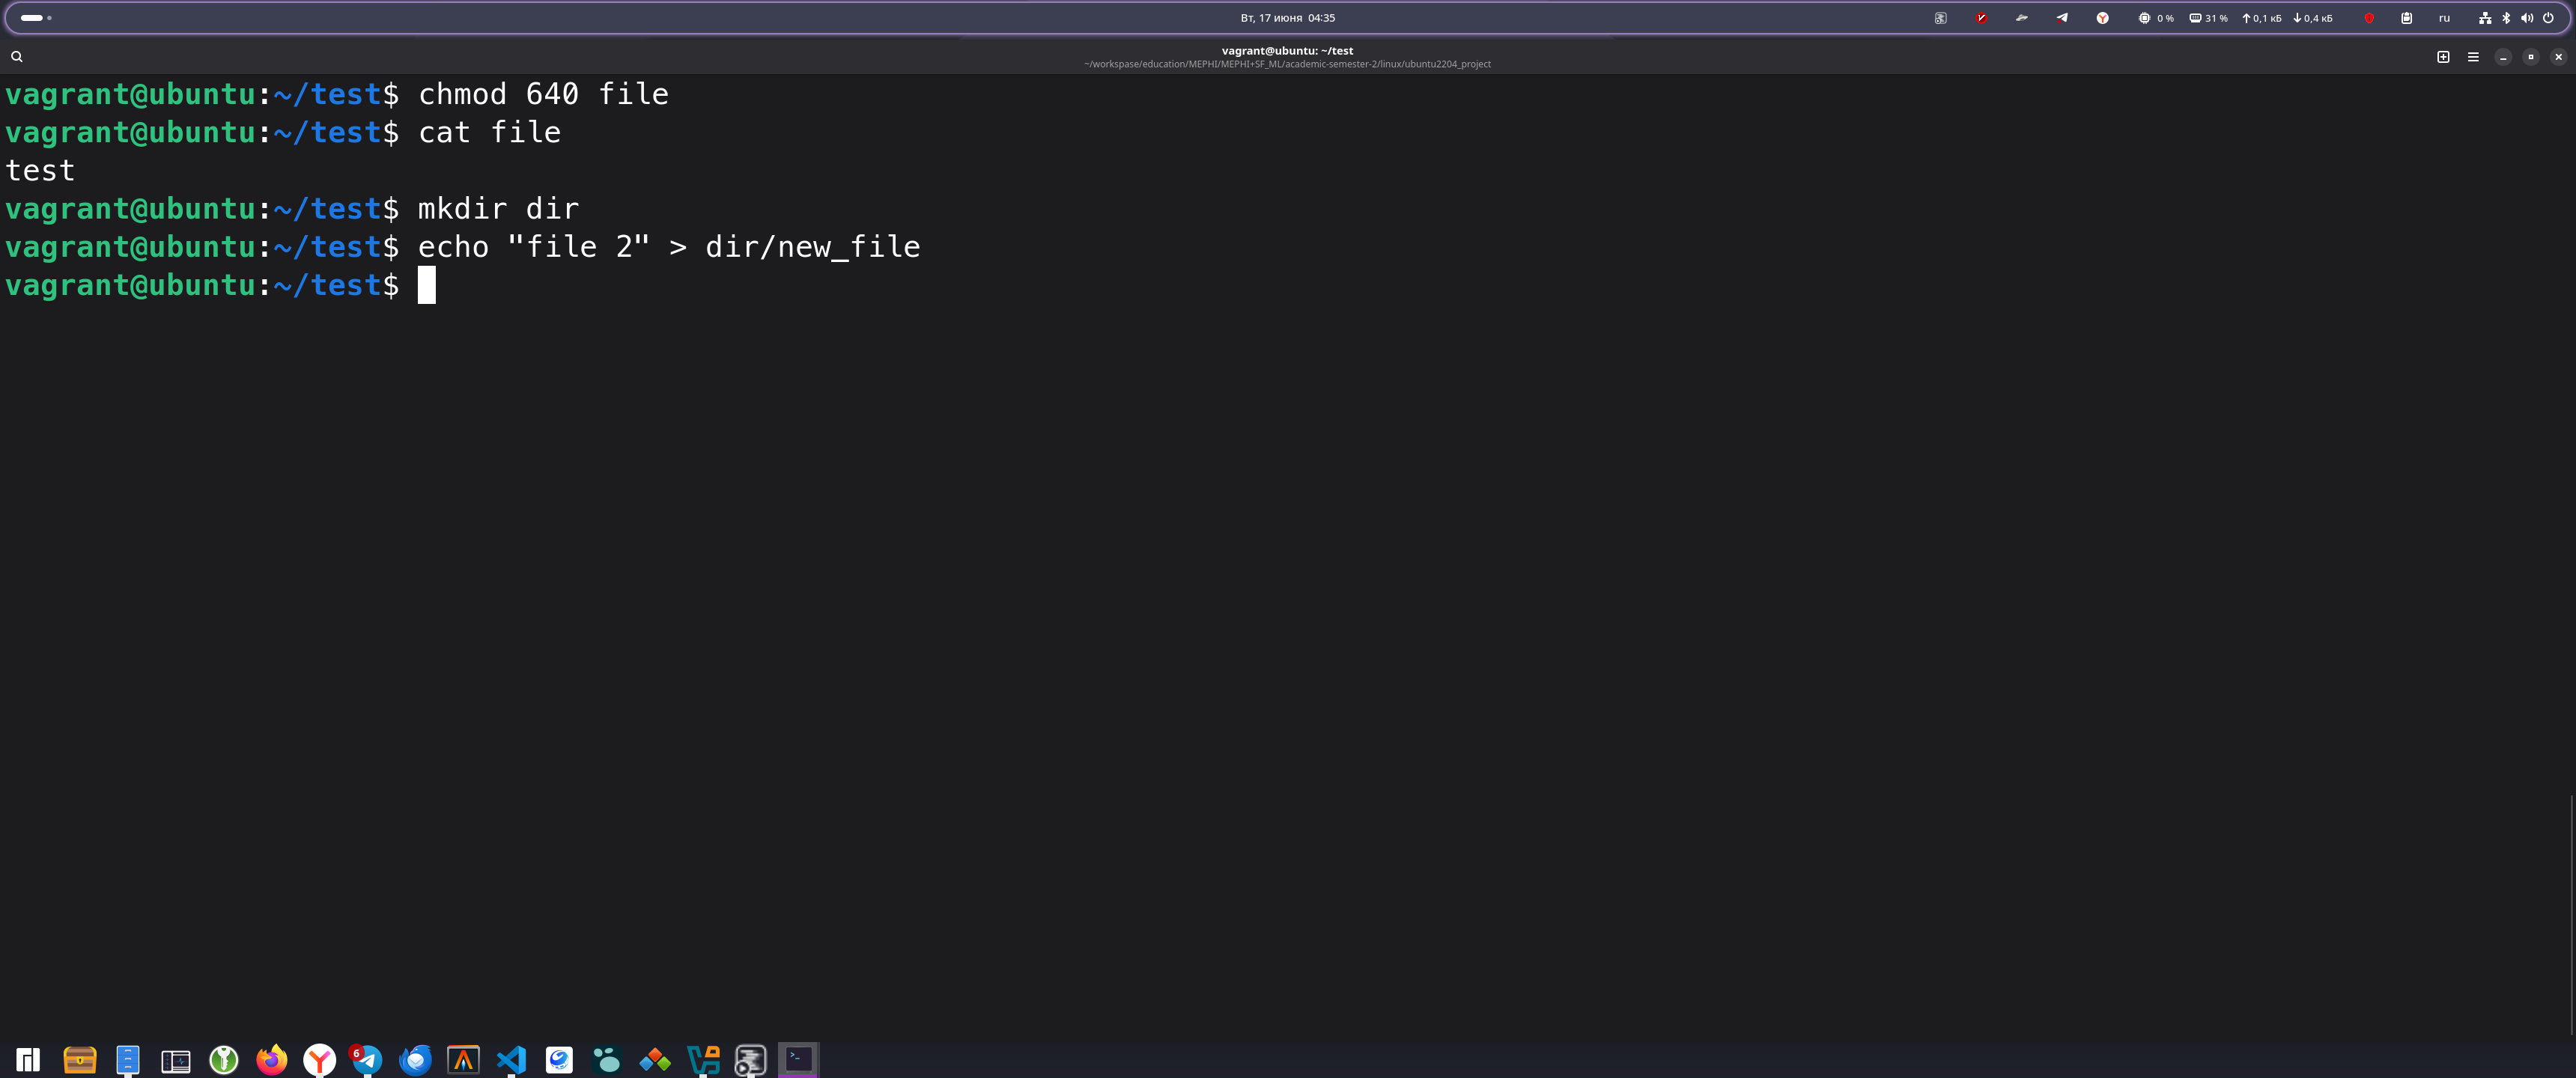 Вт, 17 июня 04:35
0 % 31 % 0,1 кБ 0,4 кБ ru
vagrant@ubuntu: ~/test
~/workspase/education/MEPHI/MEPHI+SF_ML/academic-semester-2/linux/ubuntu2204_project
vagrant@ubuntu:~/test$ chmod 640 file
vagrant@ubuntu:~/test$ cat file
test
vagrant@ubuntu:~/test$ mkdir dir
vagrant@ubuntu:~/test$ echo "file 2" > dir/new_file
vagrant@ubuntu:~/test$
6